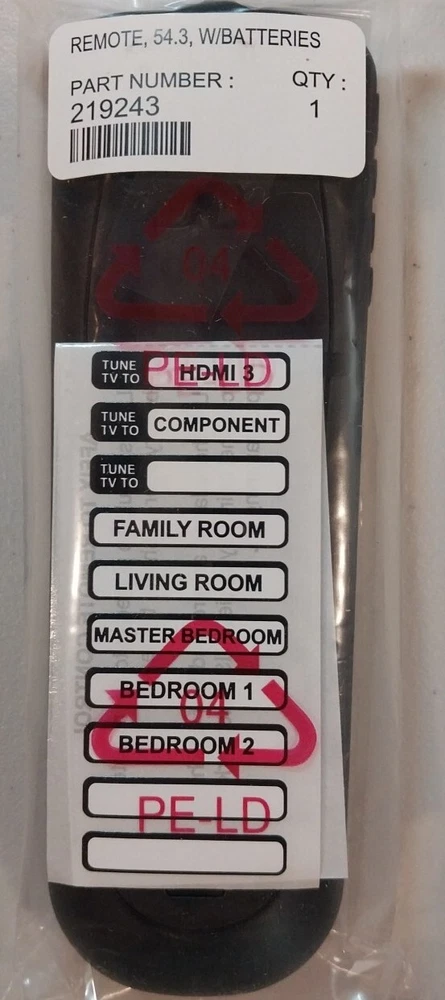 REMOTE, 54.3, W/BATTERIES
PART NUMBER : QTY :
219243 1
04
PE-LD
TUNE TV TO HDMI 3
TUNE TV TO COMPONENT
TUNE TV TO
FAMILY ROOM
LIVING ROOM
MASTER BEDROOM
BEDROOM 1
04
BEDROOM 2
PE-LD